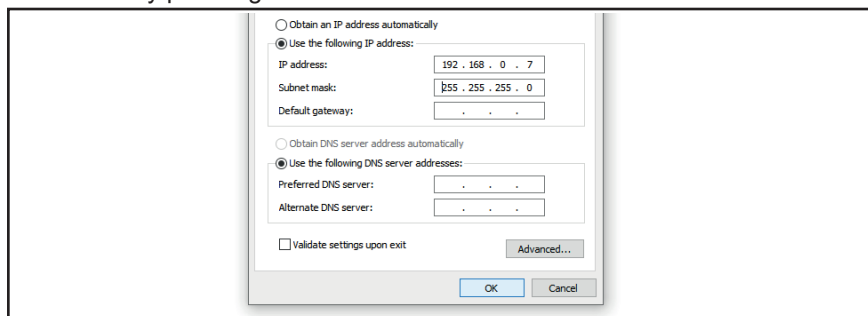 Obtain an IP address automatically
Use the following IP address:
IP address: 192 . 168 . 0 . 7
Subnet mask: 255 . 255 . 255 . 0
Default gateway: . . .
Obtain DNS server address automatically
Use the following DNS server addresses:
Preferred DNS server: . . .
Alternate DNS server: . . .
Validate settings upon exit
Advanced...
OK Cancel